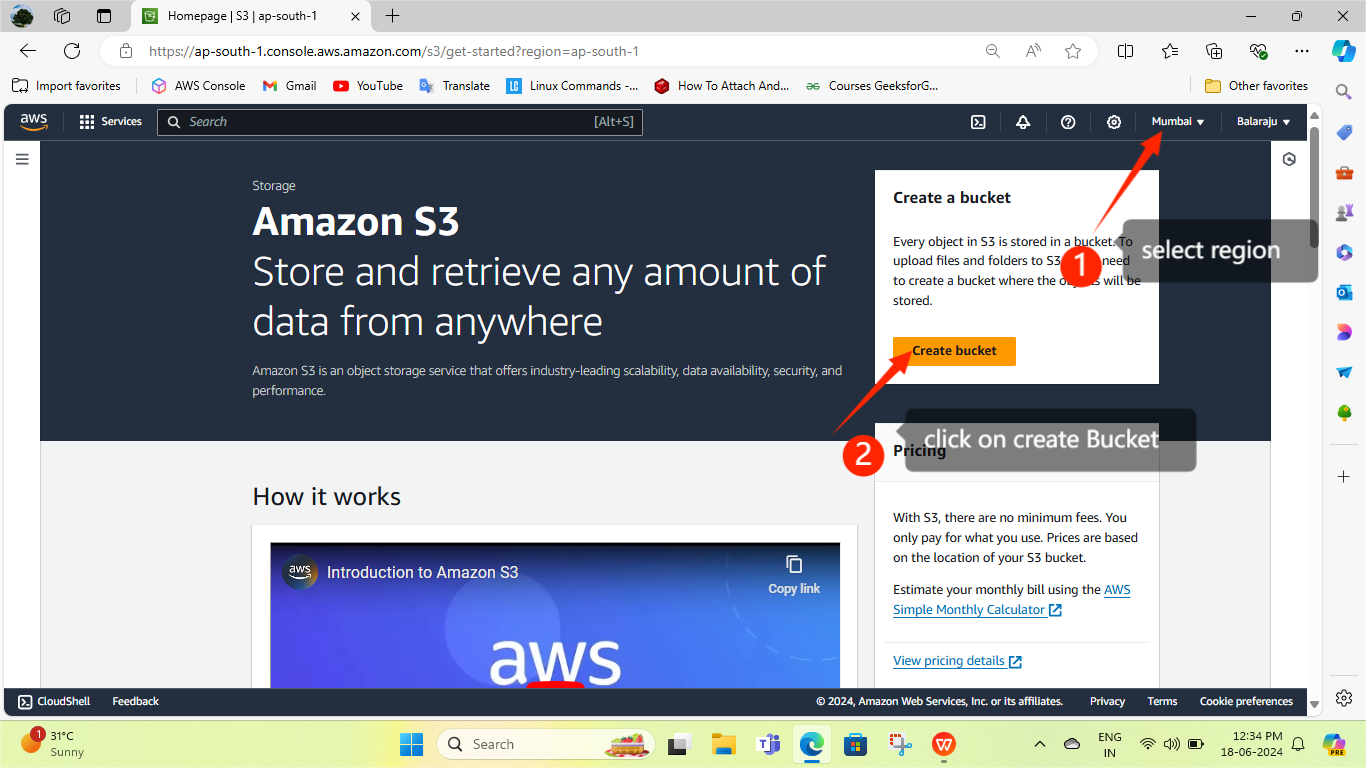 Homepage | S3 | ap-south-1
https://ap-south-1.console.aws.amazon.com/s3/get-started?region=ap-south-1
Import favorites
AWS Console
Gmail
YouTube
Translate
Linux Commands -...
How To Attach And...
Courses GeeksforG...
Other favorites
aws
Services
Search
[Alt+S]
Mumbai
Balaraju
Storage
Amazon S3
Store and retrieve any amount of
data from anywhere
Amazon S3 is an object storage service that offers industry-leading scalability, data availability, security, and
performance.
Create a bucket
Every object in S3 is stored in a bucket. To
upload files and folders to S3, need
to create a bucket where the objects will be
stored.
1
select region
Create bucket
2
click on create Bucket
Pricing
With S3, there are no minimum fees. You
only pay for what you use. Prices are based
on the location of your S3 bucket.
Estimate your monthly bill using the AWS
Simple Monthly Calculator
View pricing details
How it works
aws
Introduction to Amazon S3
Copy link
aws
CloudShell
Feedback
© 2024, Amazon Web Services, Inc. or its affiliates.
Privacy
Terms
Cookie preferences
1
31°C
Sunny
Search
ENG
IN
12:34 PM
18-06-2024
PRE